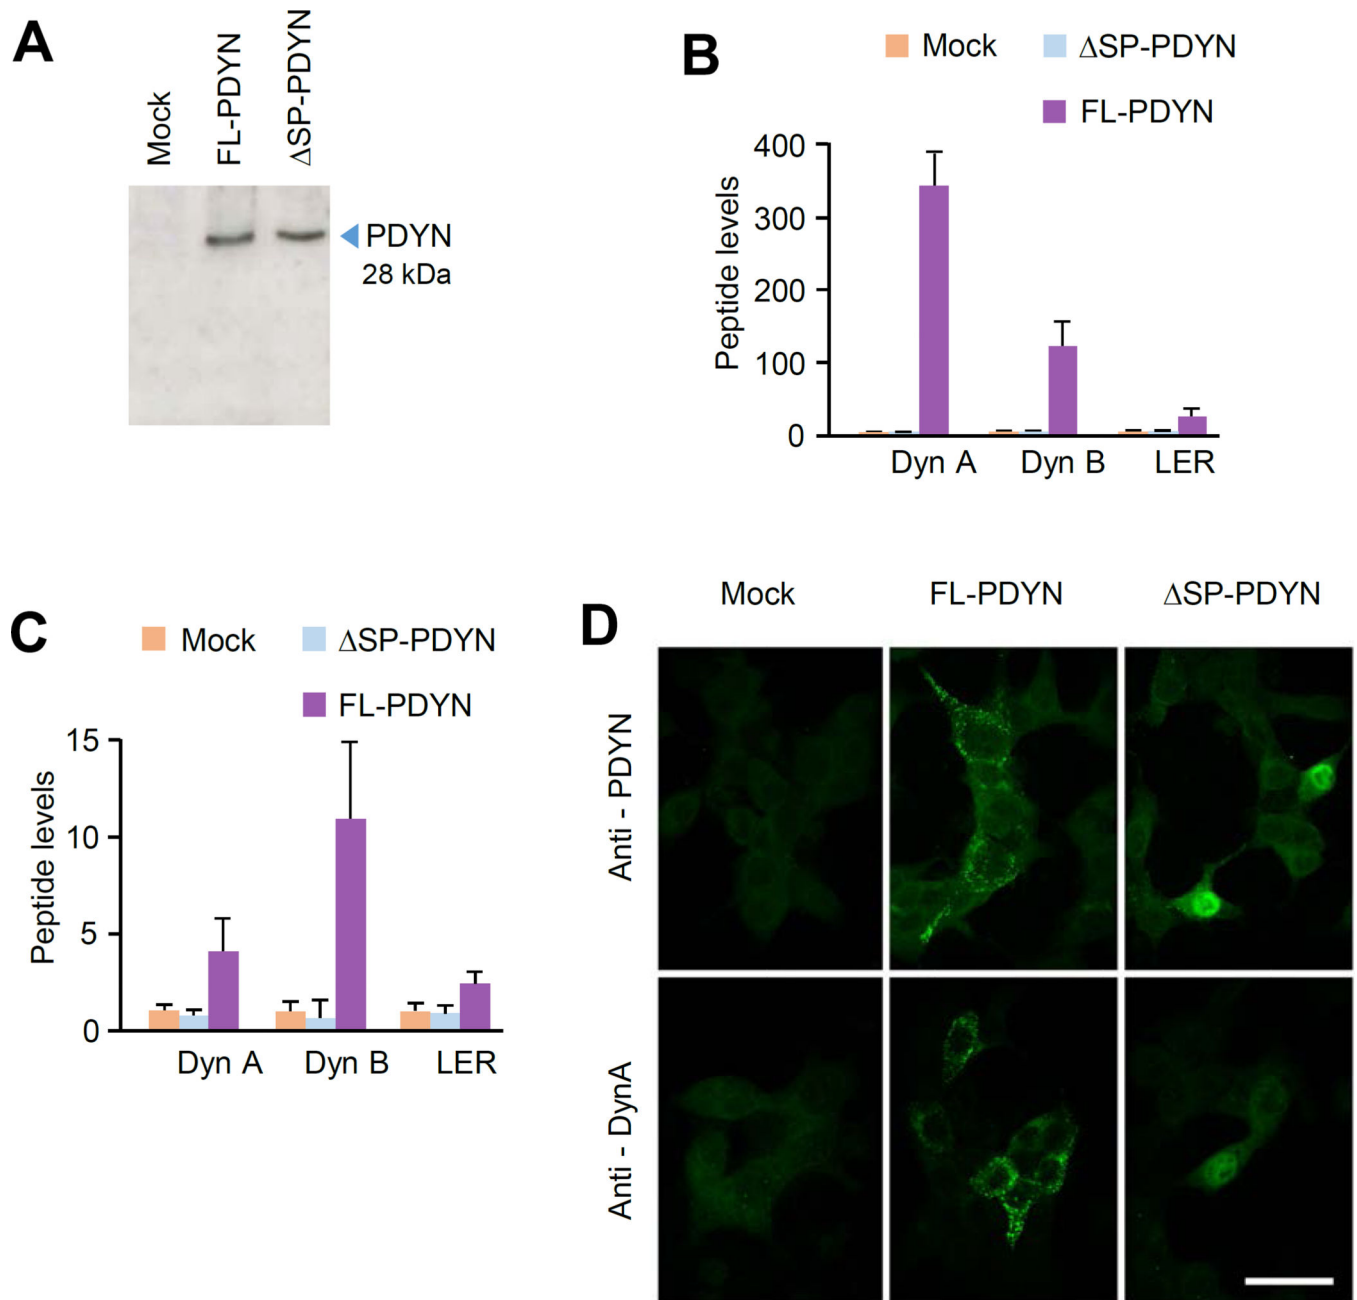 A
Mock
FL-PDYN
ΔSP-PDYN
PDYN
28 kDa
B
Mock
ΔSP-PDYN
FL-PDYN
Peptide levels
400
300
200
100
0
Dyn A
Dyn B
LER
C
Mock
ΔSP-PDYN
FL-PDYN
Peptide levels
15
10
5
0
Dyn A
Dyn B
LER
D
Mock
FL-PDYN
ΔSP-PDYN
Anti - PDYN
Anti - DynA